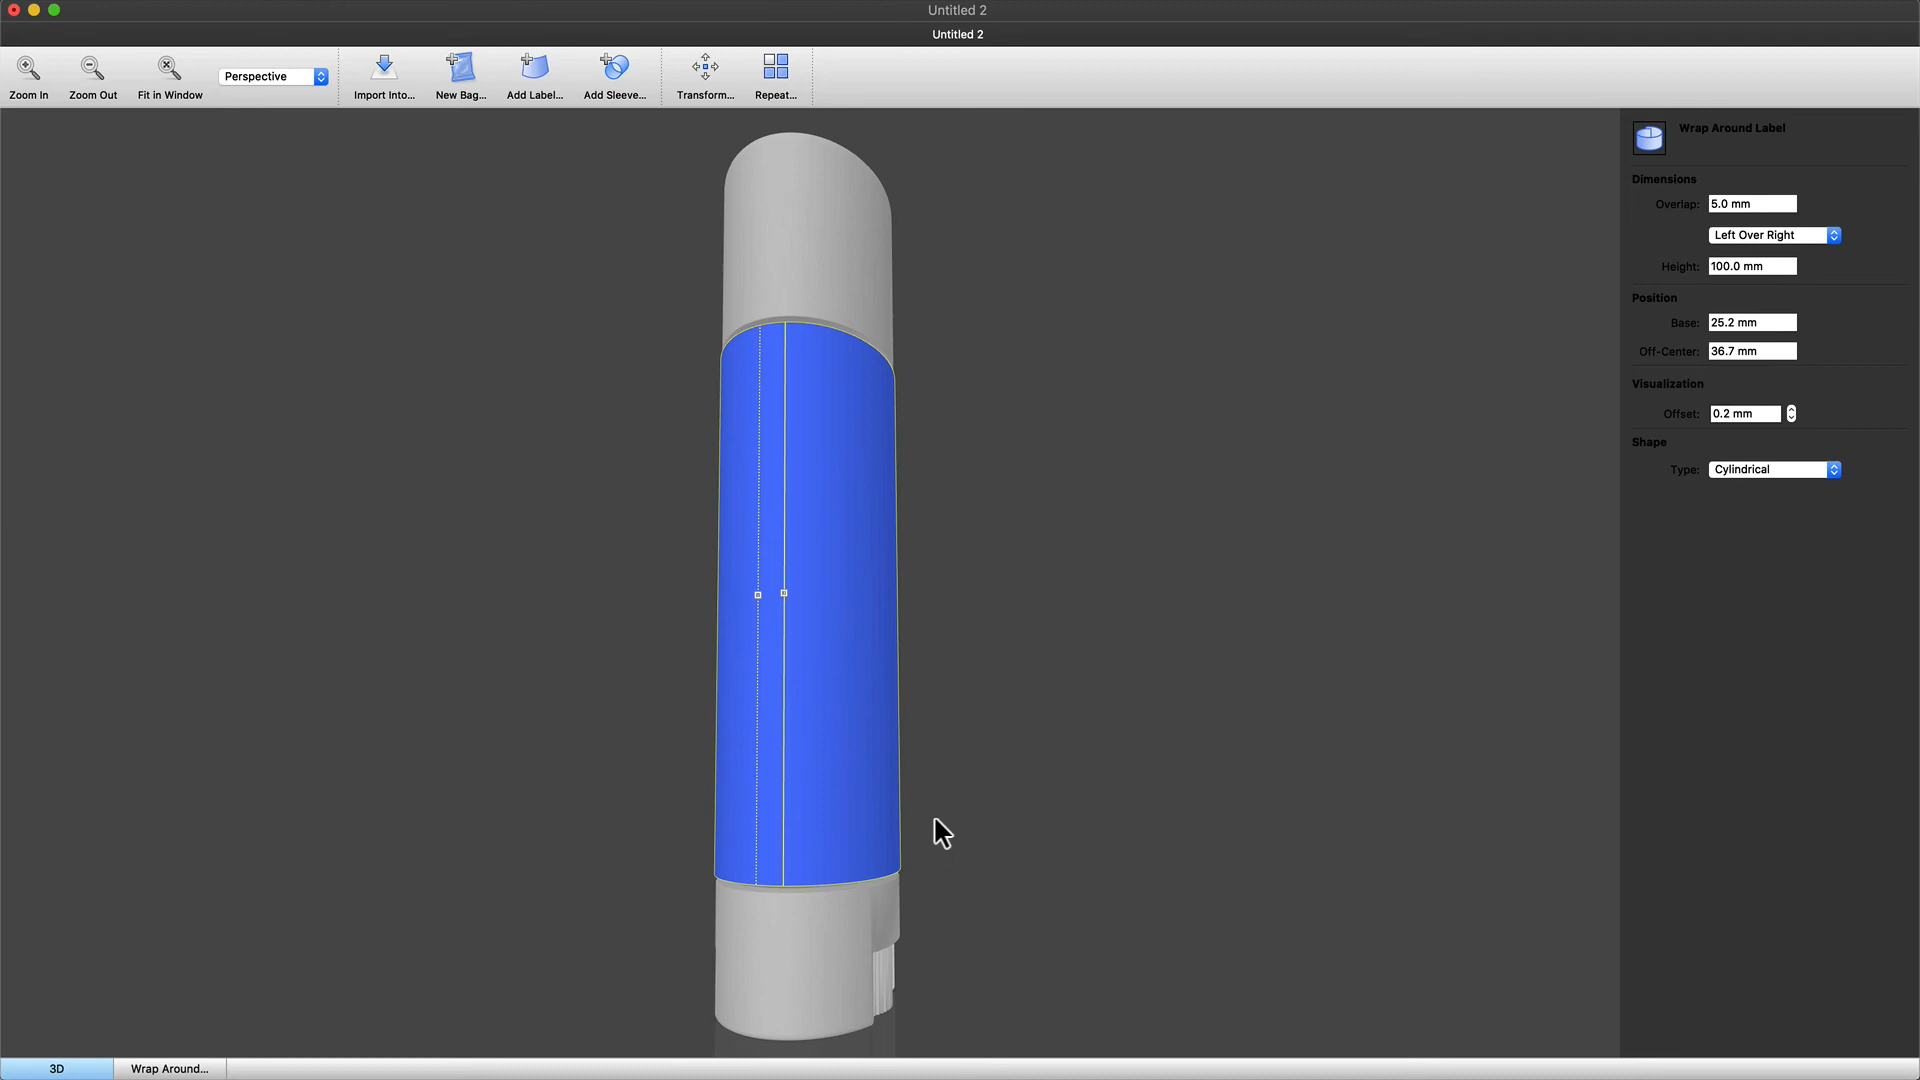 Untitled 2
Untitled 2
Zoom In
Zoom Out
Fit in Window
Perspective
Import Into...
New Bag...
Add Label...
Add Sleeve...
Transform...
Repeat...
Wrap Around Label
Dimensions
Overlap: 5.0 mm
Left Over Right
Height: 100.0 mm
Position
Base: 25.2 mm
Off-Center: 36.7 mm
Visualization
Offset: 0.2 mm
Shape
Type: Cylindrical
3D
Wrap Around...